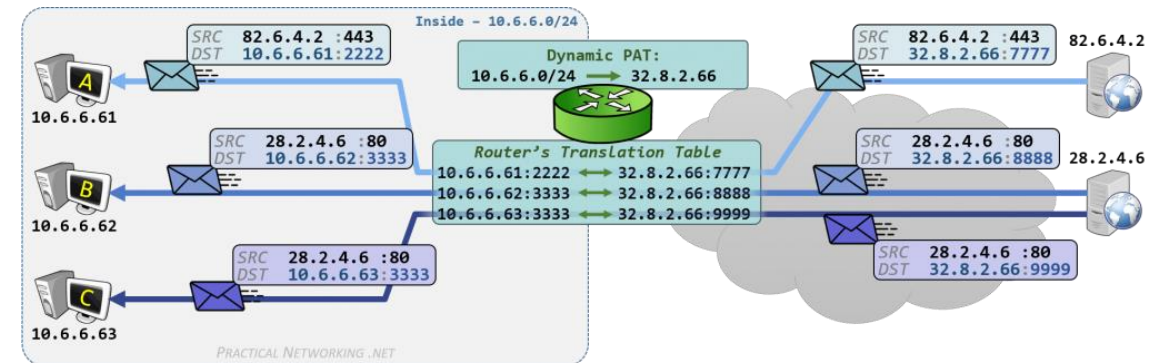 Inside – 10.6.6.0/24
SRC 82.6.4.2 :443
DST 10.6.6.61:2222
A
10.6.6.61
Dynamic PAT:
10.6.6.0/24 → 32.8.2.66
SRC 82.6.4.2 :443
DST 32.8.2.66:7777
82.6.4.2
SRC 28.2.4.6 :80
DST 10.6.6.62:3333
B
10.6.6.62
Router's Translation Table
10.6.6.61:2222 ↔ 32.8.2.66:7777
10.6.6.62:3333 ↔ 32.8.2.66:8888
10.6.6.63:3333 ↔ 32.8.2.66:9999
SRC 28.2.4.6 :80
DST 32.8.2.66:8888
28.2.4.6
SRC 28.2.4.6 :80
DST 10.6.6.63:3333
C
10.6.6.63
SRC 28.2.4.6 :80
DST 32.8.2.66:9999
PRACTICAL NETWORKING .NET